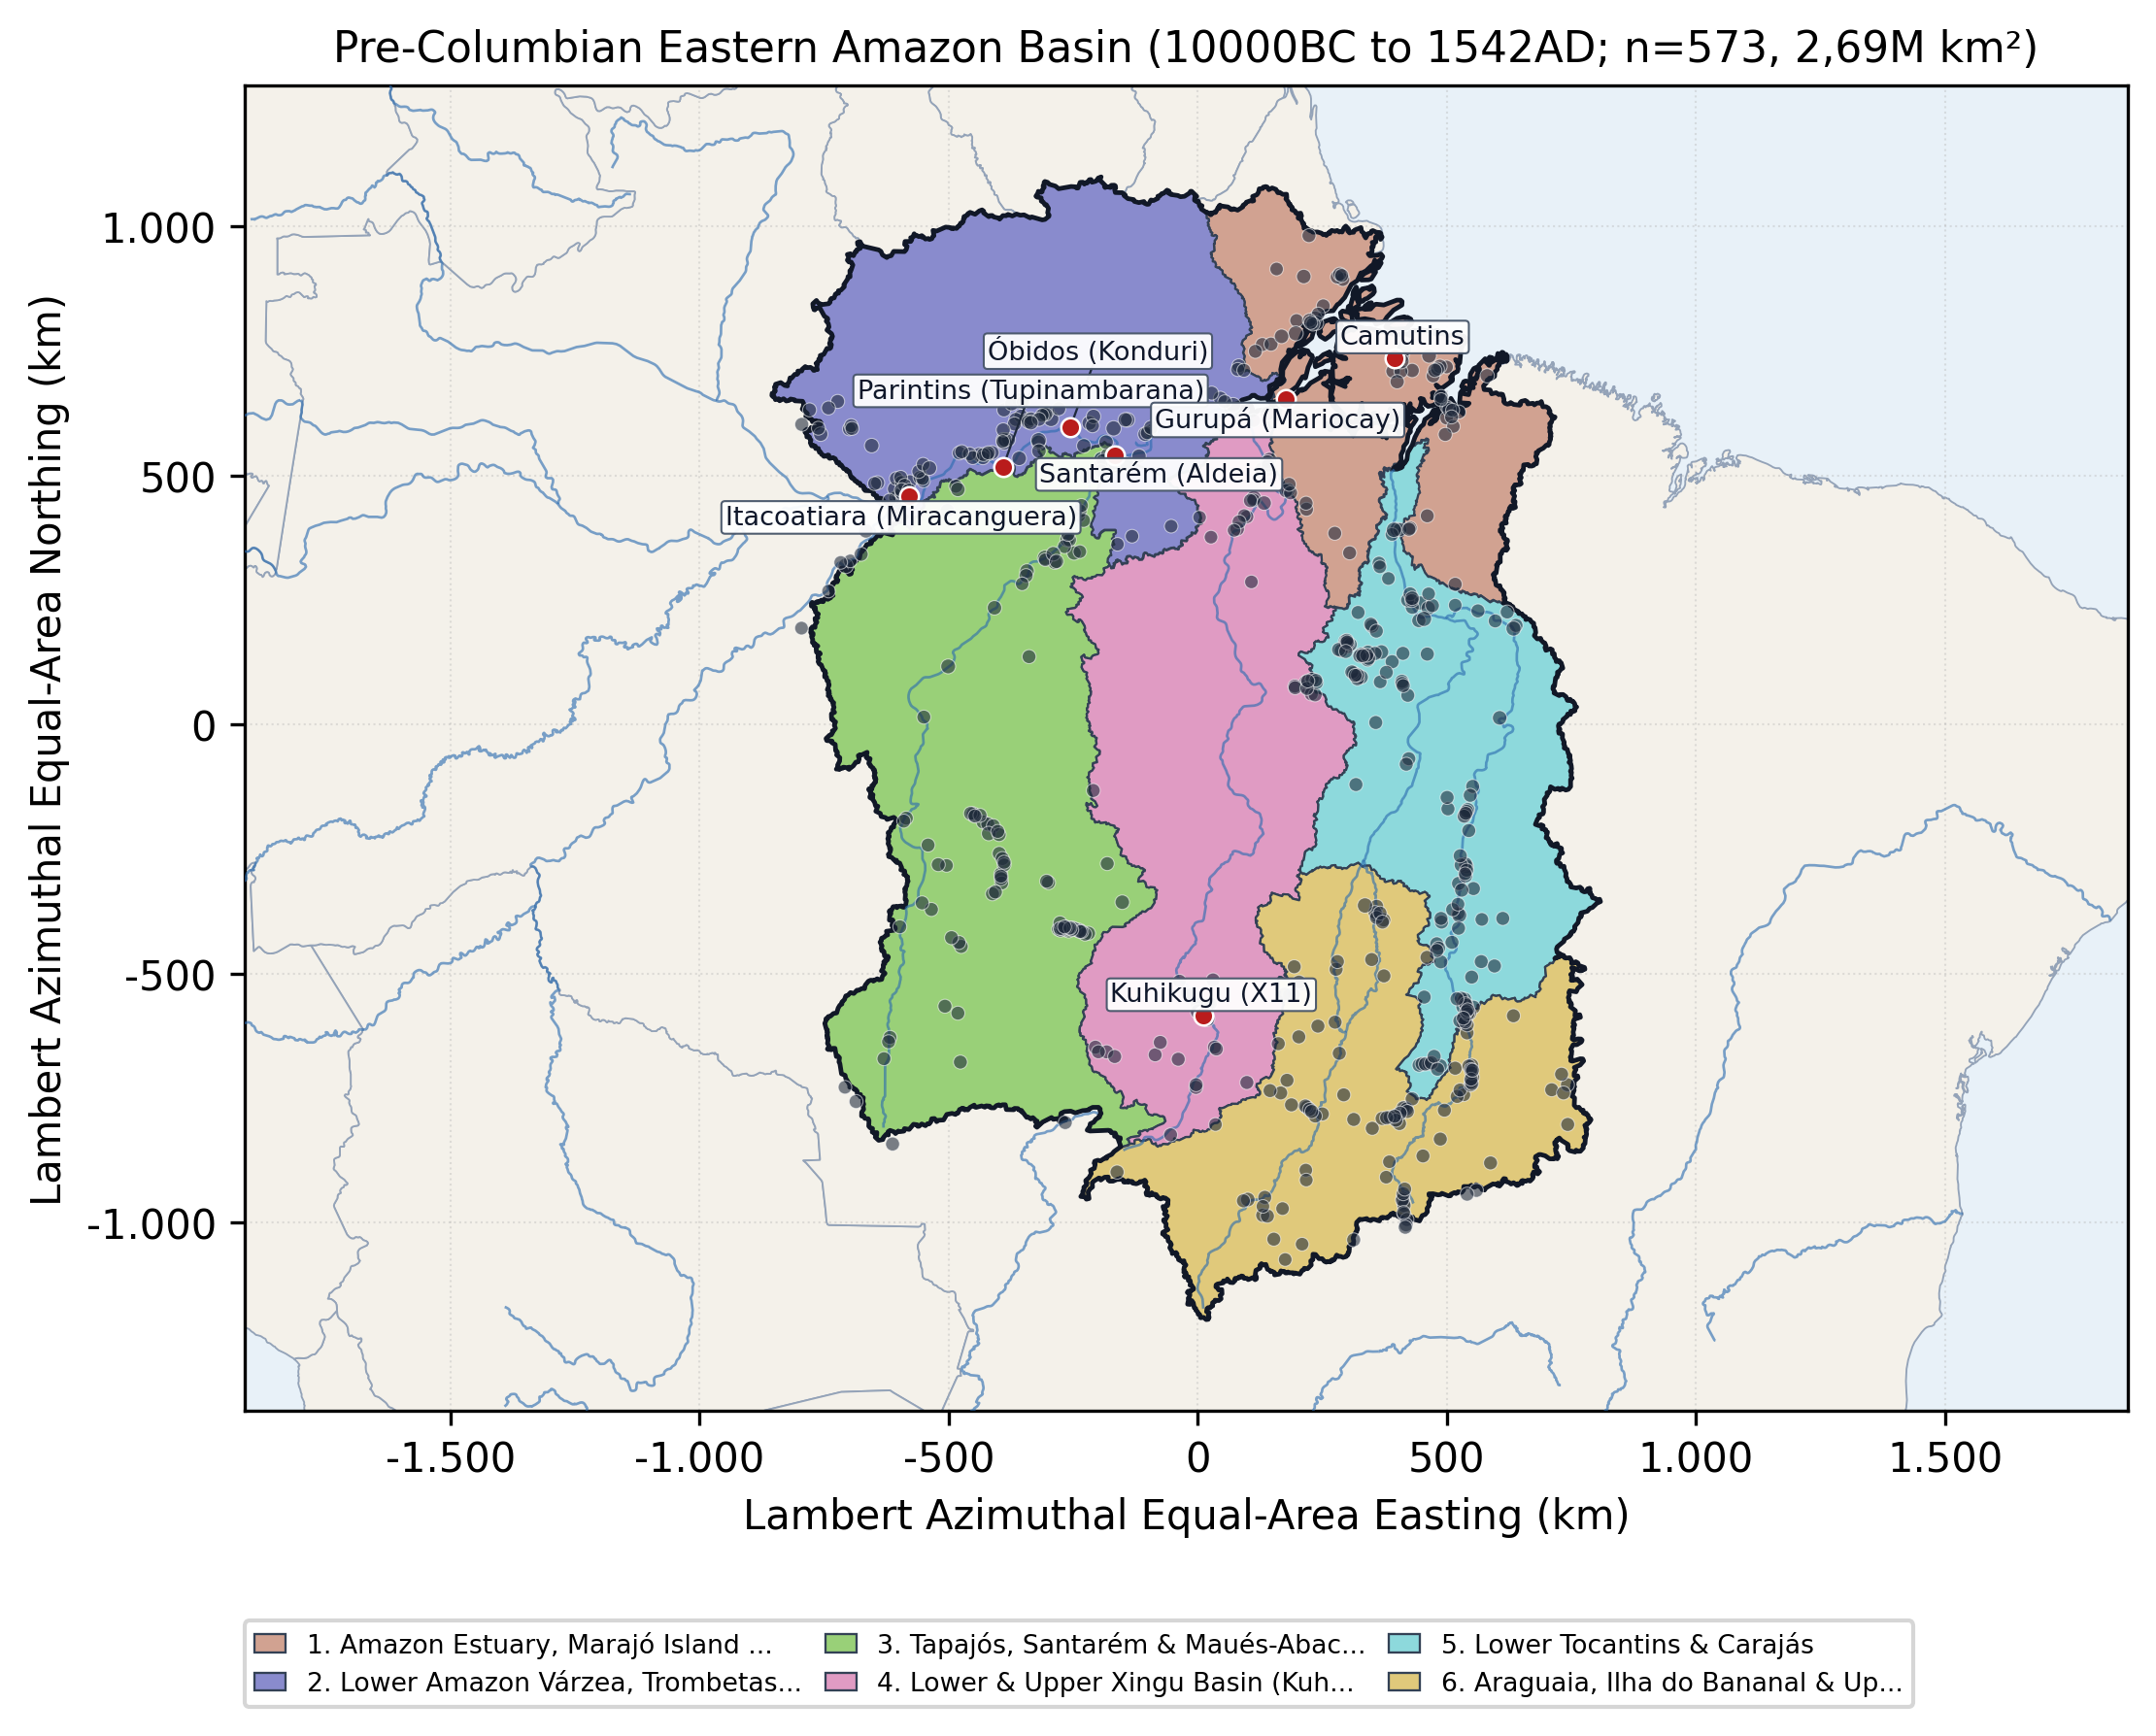 Pre-Columbian Eastern Amazon Basin (10000BC to 1542AD; n=573, 2,69M km²)
Lambert Azimuthal Equal-Area Northing (km)
1.000
500
0
-500
-1.000
Camutins
Óbidos (Konduri)
Parintins (Tupinambarana)
Gurupá (Mariocay)
Santarém (Aldeia)
Itacoatiara (Miracanguera)
Kuhikugu (X11)
-1.500
-1.000
-500
0
500
1.000
1.500
Lambert Azimuthal Equal-Area Easting (km)
1. Amazon Estuary, Marajó Island ...
2. Lower Amazon Várzea, Trombetas...
3. Tapajós, Santarém & Maués-Abac...
4. Lower & Upper Xingu Basin (Kuh...
5. Lower Tocantins & Carajás
6. Araguaia, Ilha do Bananal & Up...